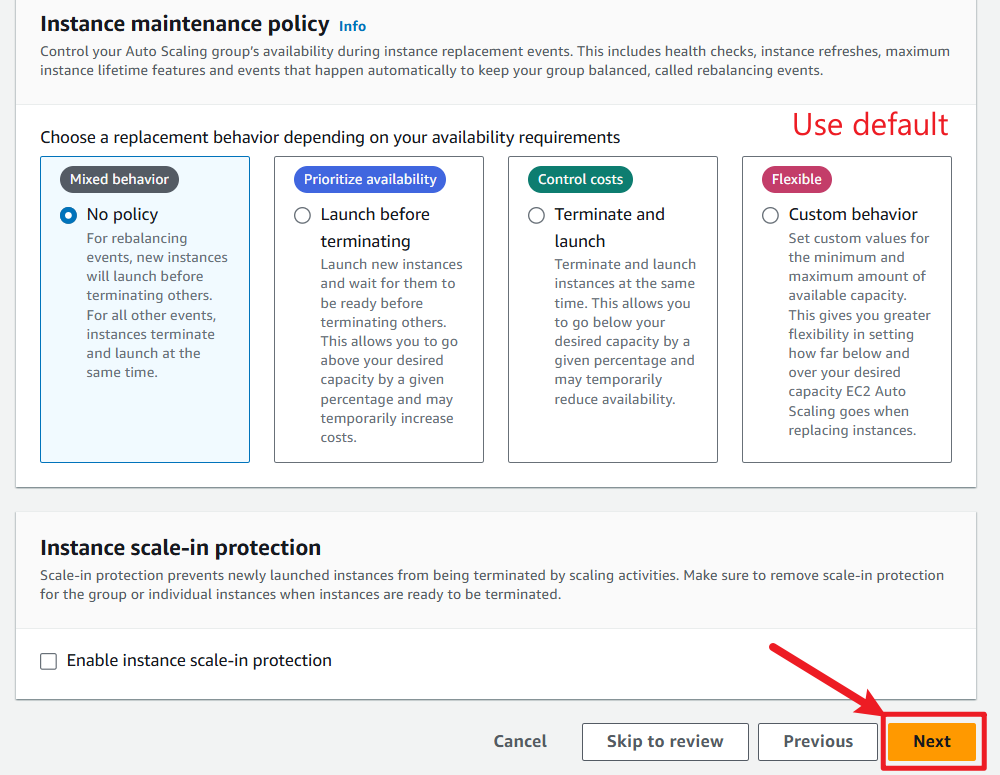 Instance maintenance policy Info
Control your Auto Scaling group's availability during instance replacement events. This includes health checks, instance refreshes, maximum
instance lifetime features and events that happen automatically to keep your group balanced, called rebalancing events.
Use default
Choose a replacement behavior depending on your availability requirements
Mixed behavior
No policy
For rebalancing
events, new instances
will launch before
terminating others.
For all other events,
instances terminate
and launch at the
same time.
Prioritize availability
Launch before
terminating
Launch new instances
and wait for them to
be ready before
terminating others.
This allows you to go
above your desired
capacity by a given
percentage and may
temporarily increase
costs.
Control costs
Terminate and
launch
Terminate and launch
instances at the same
time. This allows you
to go below your
desired capacity by a
given percentage and
may temporarily
reduce availability.
Flexible
Custom behavior
Set custom values for
the minimum and
maximum amount of
available capacity.
This gives you greater
flexibility in setting
how far below and
over your desired
capacity EC2 Auto
Scaling goes when
replacing instances.
Instance scale-in protection
Scale-in protection prevents newly launched instances from being terminated by scaling activities. Make sure to remove scale-in protection
for the group or individual instances when instances are ready to be terminated.
Enable instance scale-in protection
Cancel
Skip to review
Previous
Next